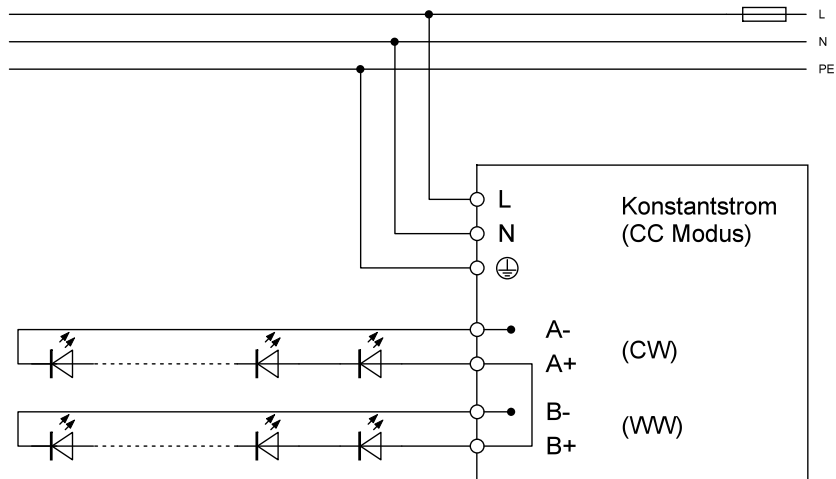 L
N
PE
L
N
Konstantstrom
(CC Modus)
A-
A+
(CW)
B-
B+
(WW)